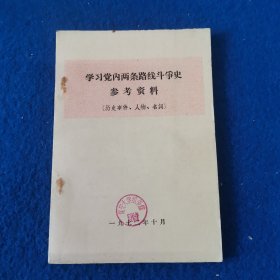 学习党内两条路线斗争史
参考资料
(历史事件、人物、名词)
一九七二年十月